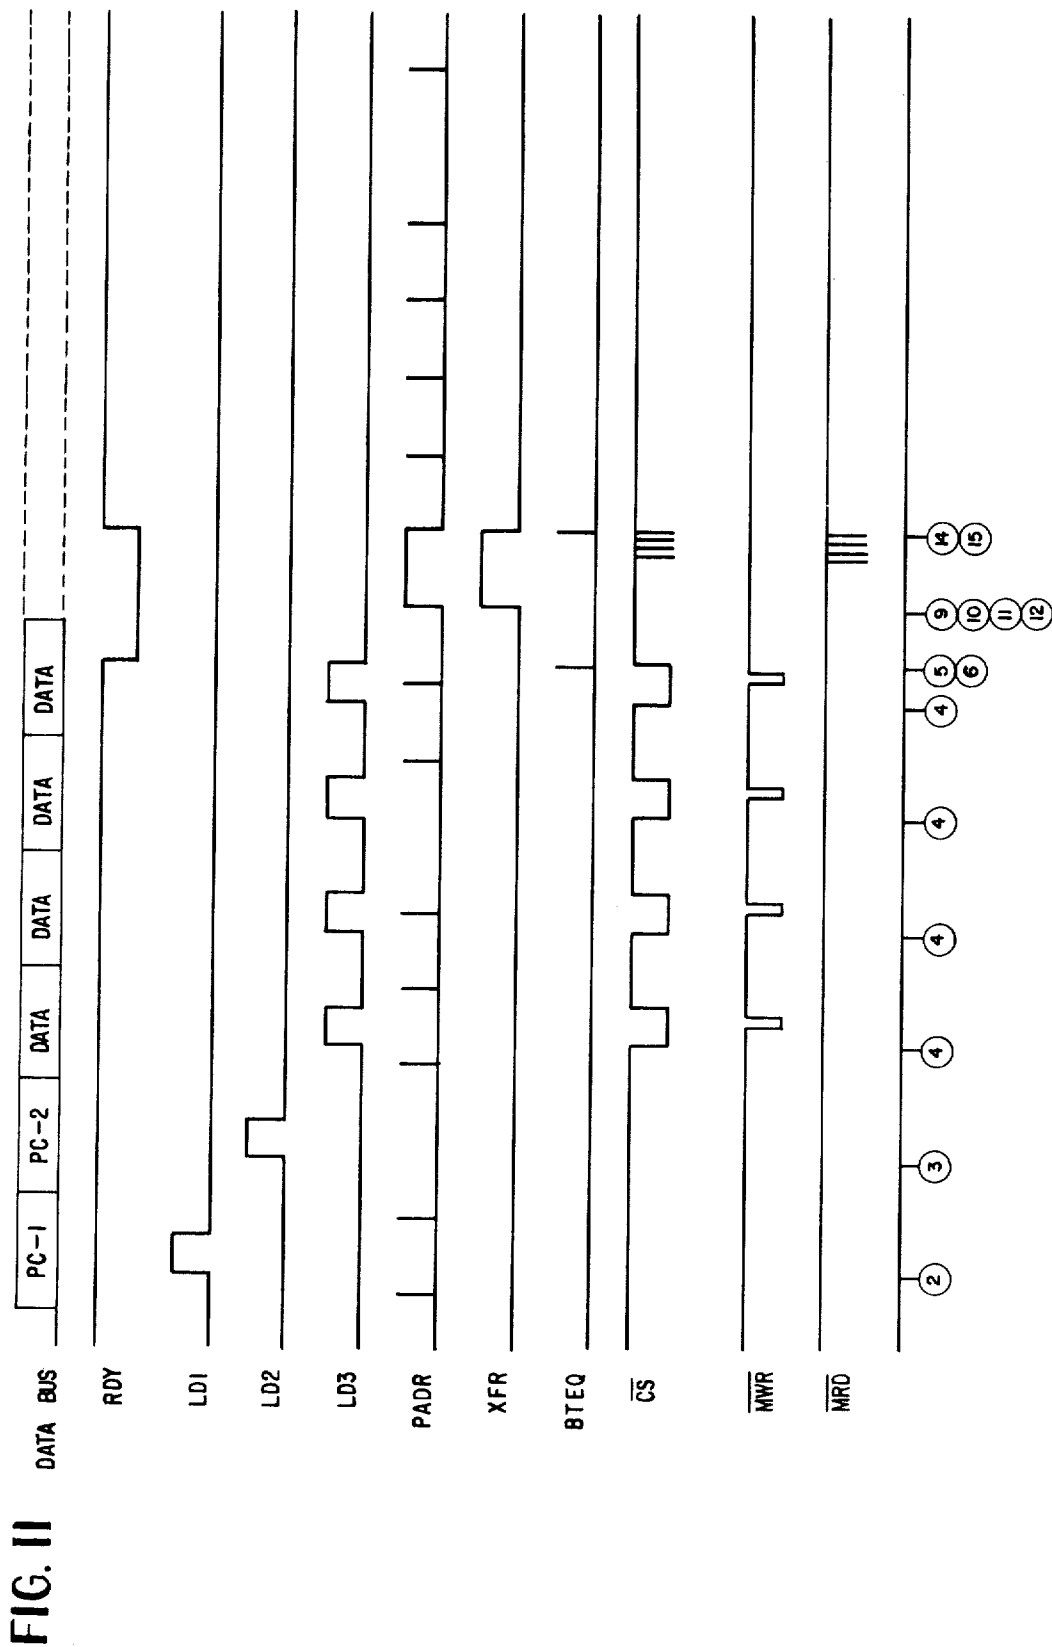 FIG. 11
DATA BUS PC-1 PC-2 DATA DATA DATA DATA
RDY
LD1
LD2
LD3
PADR
XFR
BTEQ
CS
MWR
MRD
2 3 4 4 4 4 5 9 14
6 10 15
11
12